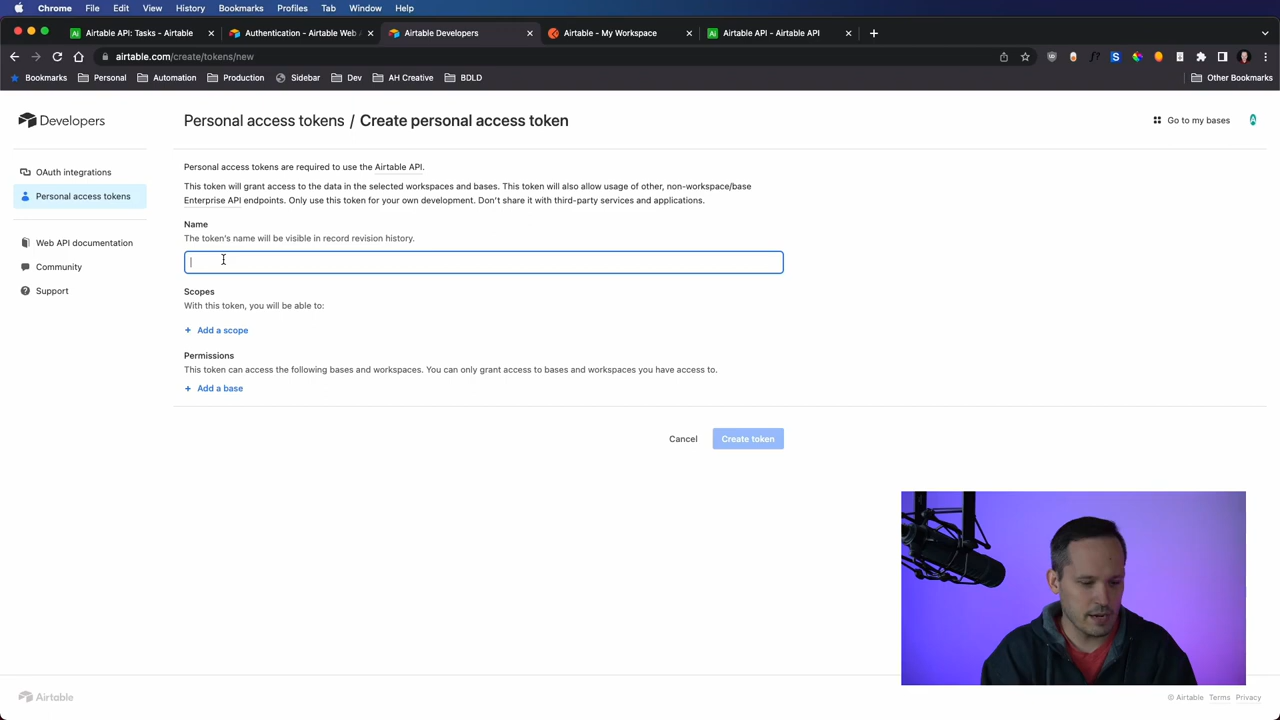 Chrome File Edit View History Bookmarks Profiles Tab Window Help
Airtable API: Tasks - Airtable
Authentication - Airtable Web A
Airtable Developers
Airtable - My Workspace
Airtable API - Airtable API
airtable.com/create/tokens/new
Bookmarks Personal Automation Production Sidebar Dev AH Creative BDLD Other Bookmarks
Developers
Personal access tokens / Create personal access token
Go to my bases
OAuth integrations
Personal access tokens
Web API documentation
Community
Support
Personal access tokens are required to use the Airtable API.
This token will grant access to the data in the selected workspaces and bases. This token will also allow usage of other, non-workspace/base
Enterprise API endpoints. Only use this token for your own development. Don't share it with third-party services and applications.
Name
The token's name will be visible in record revision history.
Scopes
With this token, you will be able to:
+ Add a scope
Permissions
This token can access the following bases and workspaces. You can only grant access to bases and workspaces you have access to.
+ Add a base
Cancel
Create token
Airtable
© Airtable Terms Privacy